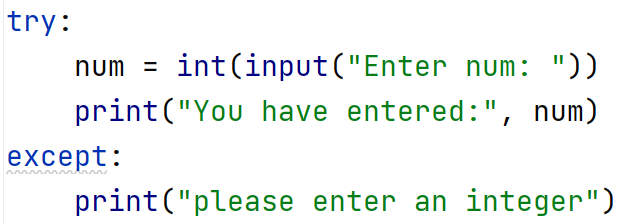 try:
    num = int(input("Enter num: "))
    print("You have entered:", num)
except:
    print("please enter an integer")